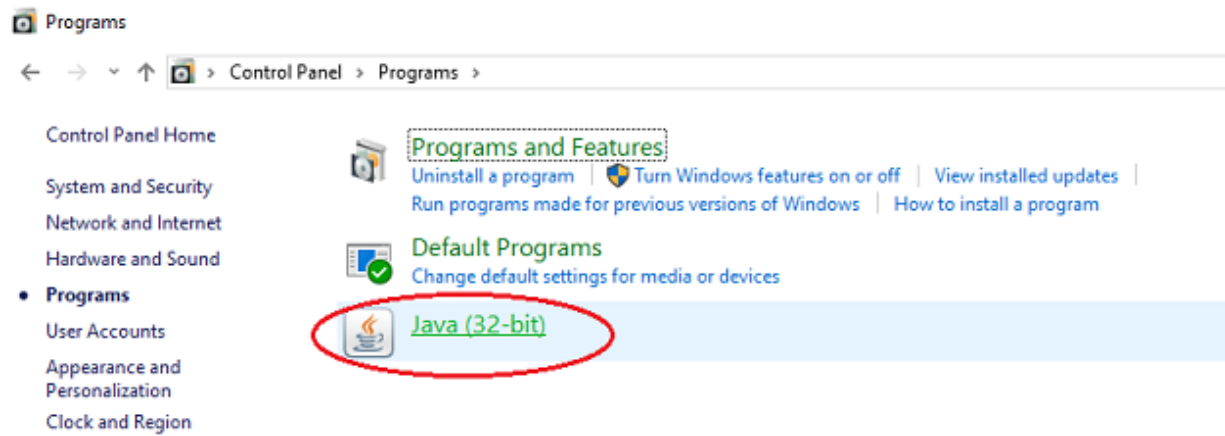 Programs
Control Panel > Programs >
Control Panel Home
System and Security
Network and Internet
Hardware and Sound
Programs
User Accounts
Appearance and
Personalization
Clock and Region
Programs and Features
Uninstall a program | Turn Windows features on or off | View installed updates |
Run programs made for previous versions of Windows | How to install a program
Default Programs
Change default settings for media or devices
Java (32-bit)